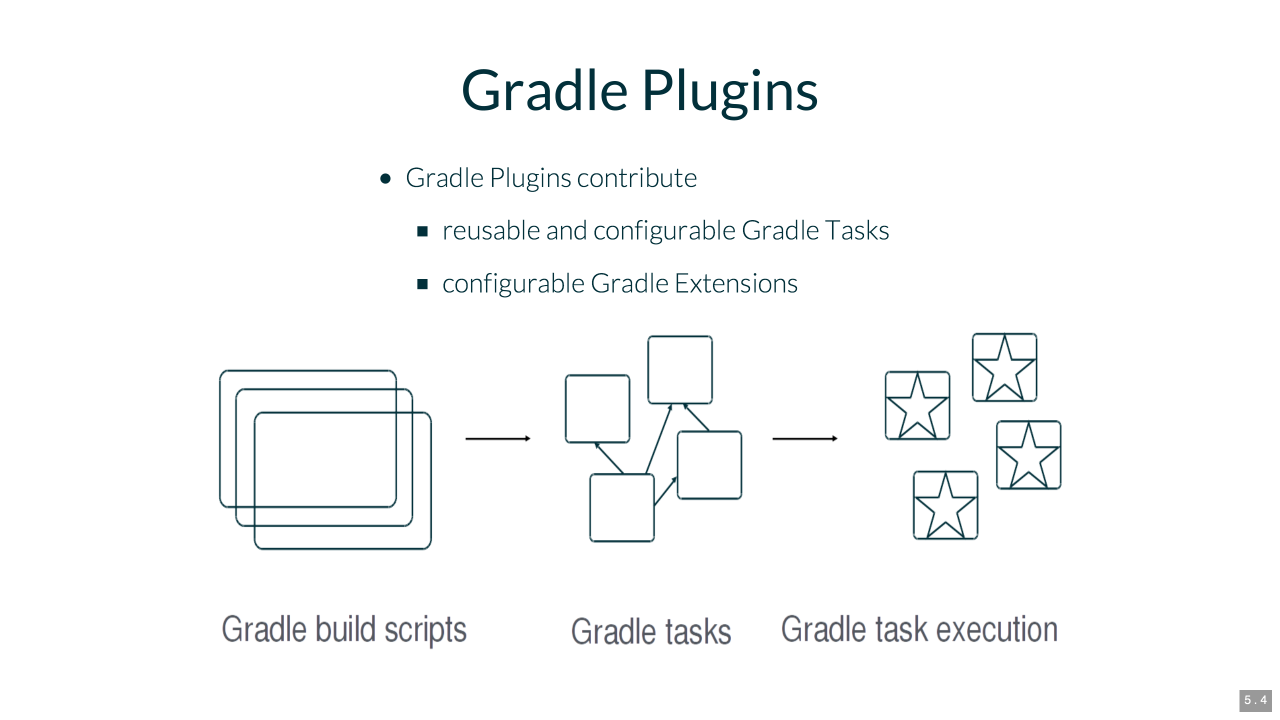 Gradle Plugins
Gradle Plugins contribute
reusable and configurable Gradle Tasks
configurable Gradle Extensions
Gradle build scripts
Gradle tasks
Gradle task execution
5.4